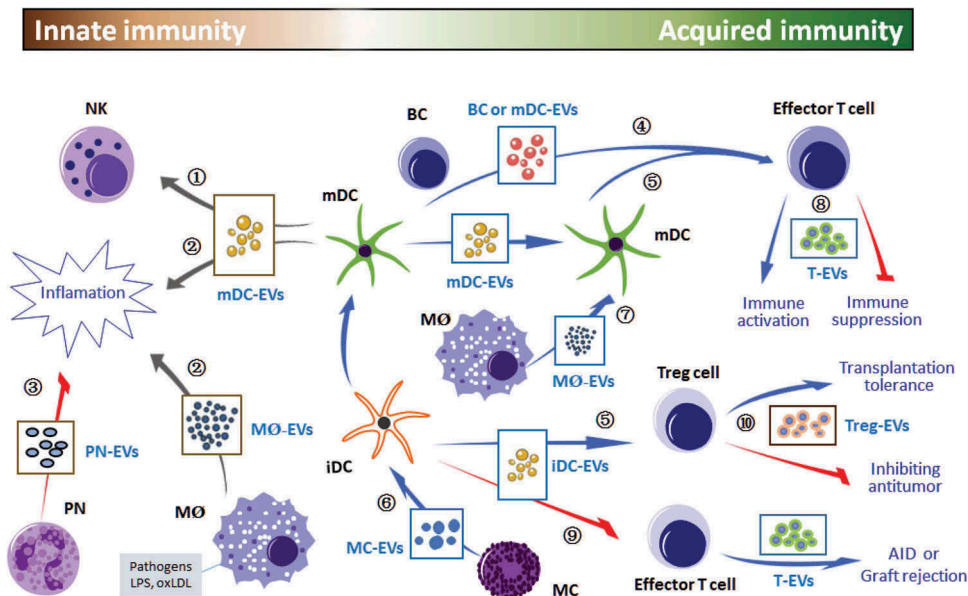 Innate immunity
Acquired immunity
NK
BC
BC or mDC-EVs
④
Effector T cell
①
mDC
⑤
⑧
②
mDC
T-EVs
Inflamation
mDC-EVs
mDC-EVs
Immune
activation
Immune
suppression
MØ
⑦
③
②
MØ-EVs
Treg cell
Transplantation
tolerance
PN-EVs
MØ-EVs
⑤
⑩
Treg-EVs
iDC
iDC-EVs
Inhibiting
antitumor
PN
MØ
⑥
⑨
MC-EVs
Pathogens
LPS, oxLDL
MC
Effector T cell
T-EVs
AID or
Graft rejection